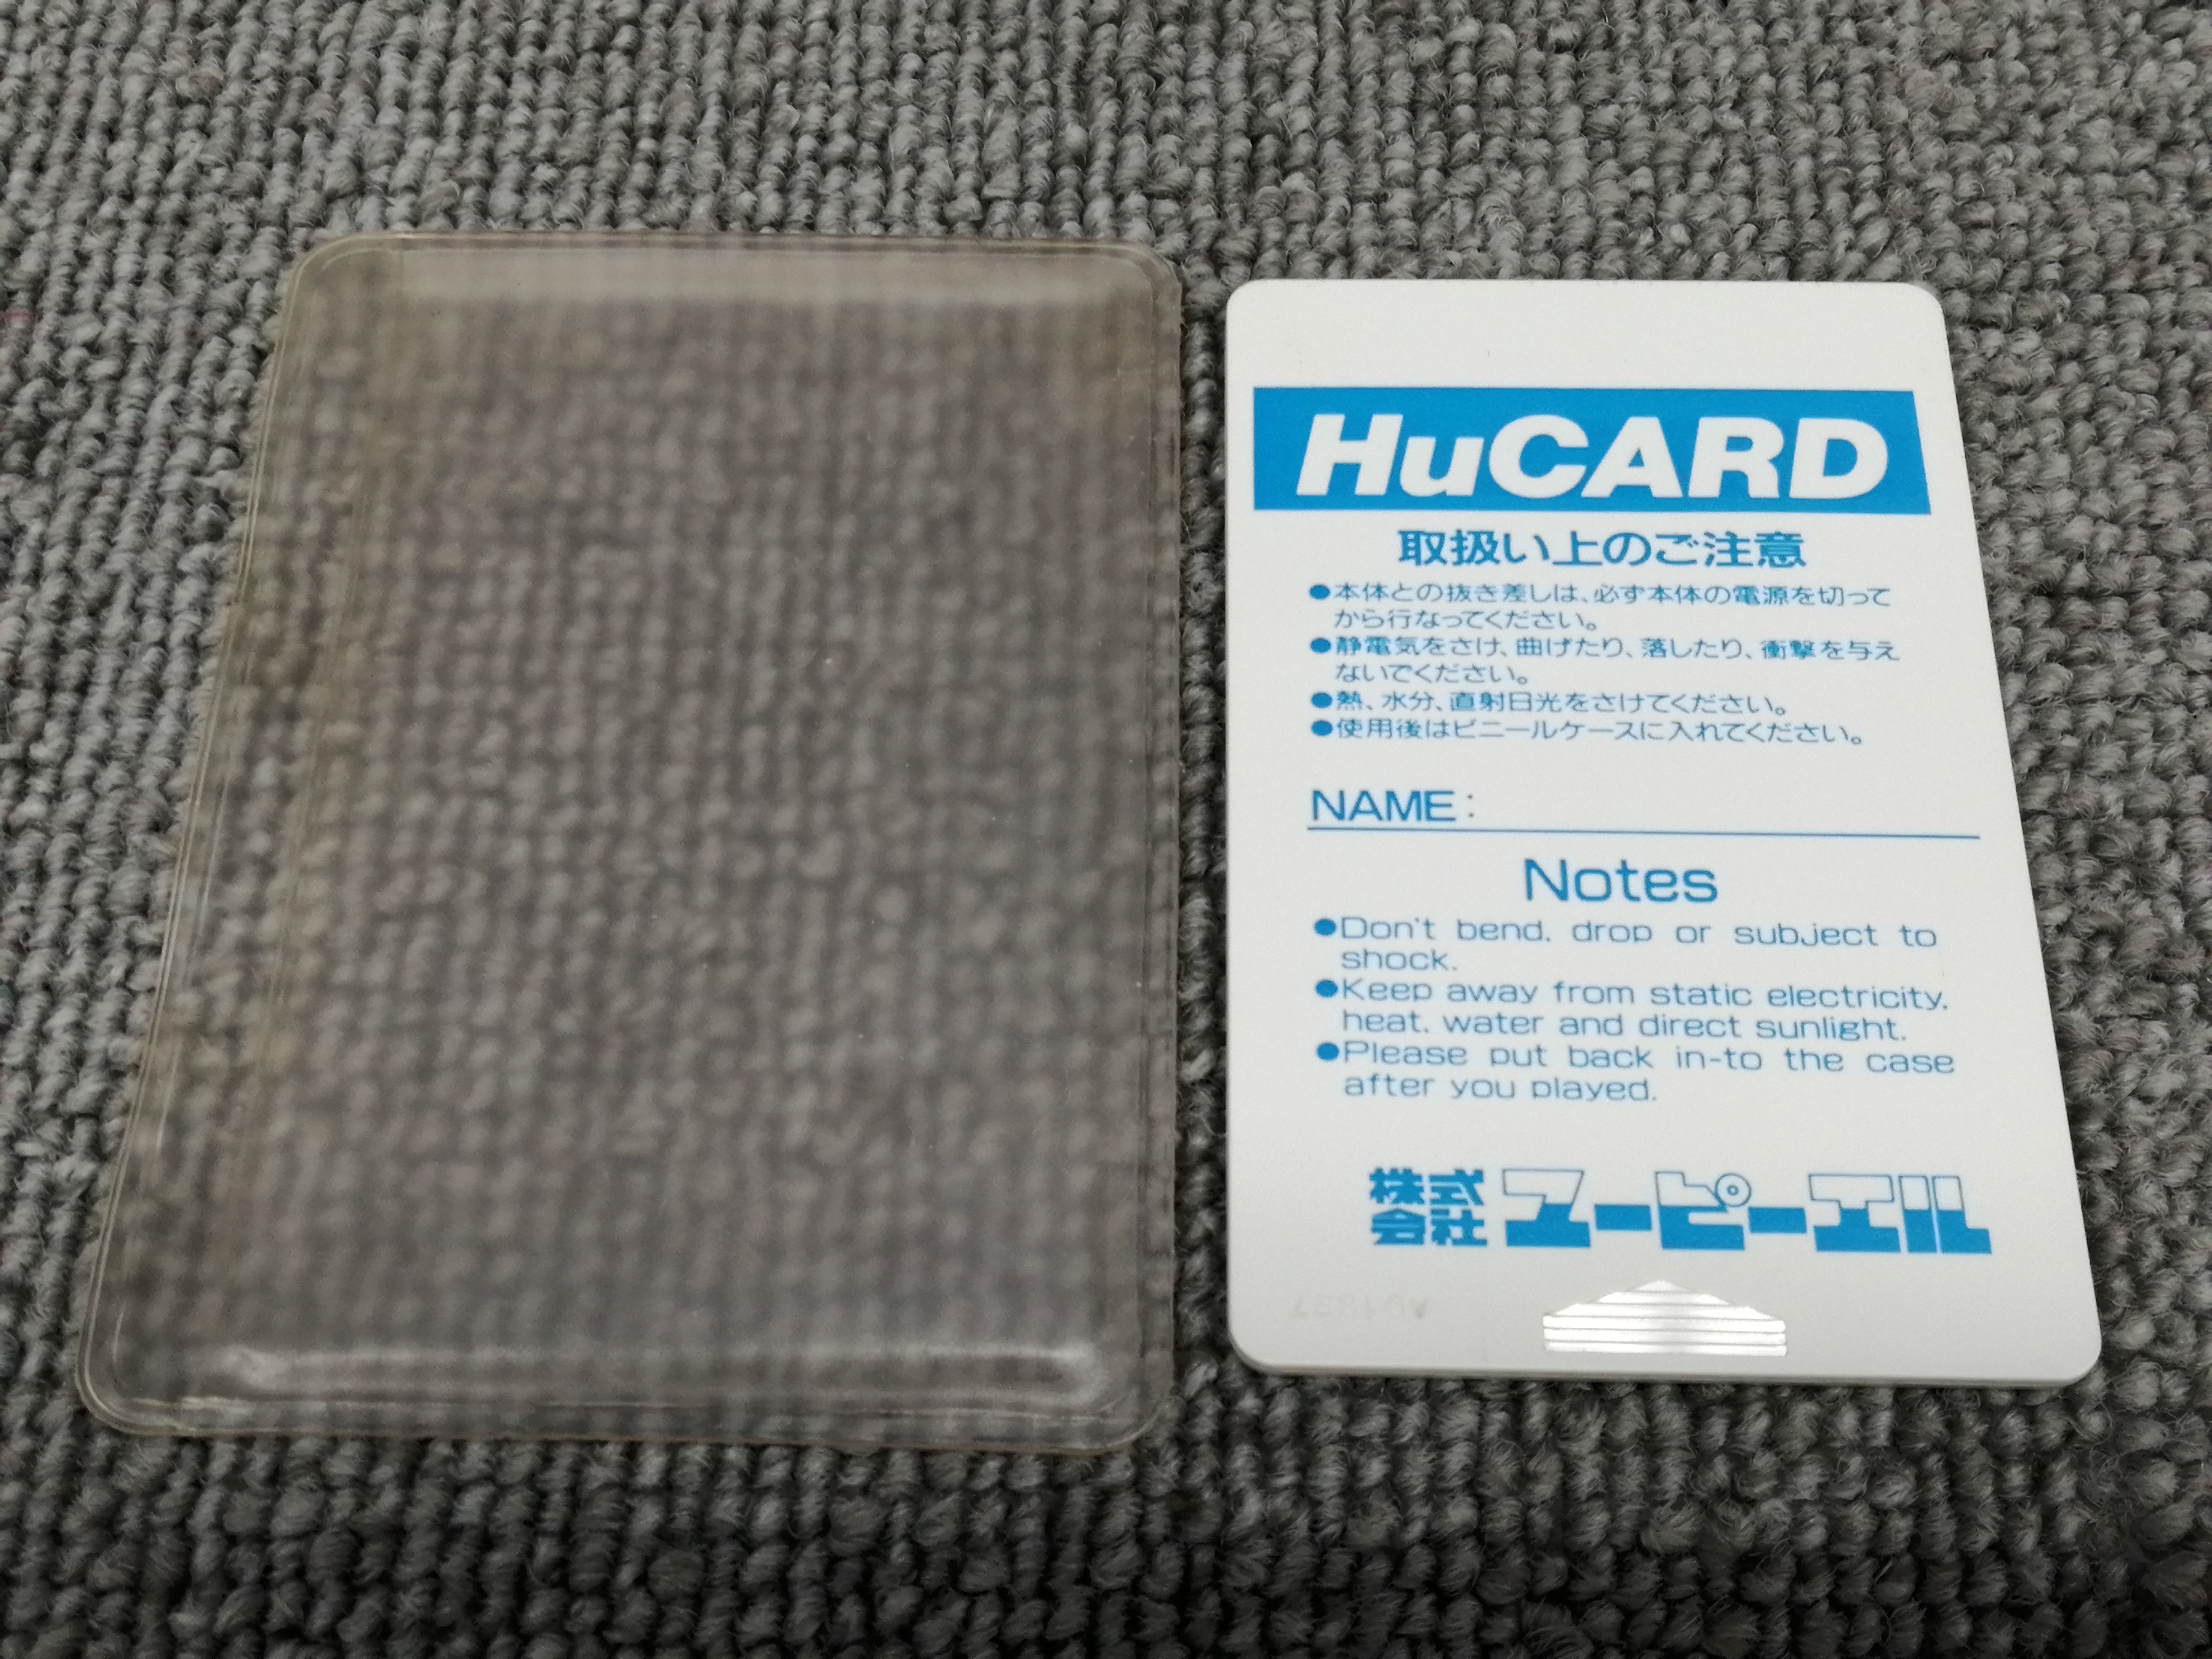 HuCARD
取扱い上のご注意
●本体との抜き差しは、必ず本体の電源を切って
から行なってください。
●静電気をさけ、曲げたり、落したり、衝撃を与え
ないでください。
●熱、水分、直射日光をさけてください。
●使用後はビニールケースに入れてください。
NAME:
Notes
●Don't bend. drop or subject to
shock.
●Keep away from static electricity.
heat. water and direct sunlight.
●Please put back in-to the case
after you played.
株式会社 ユーピーエル